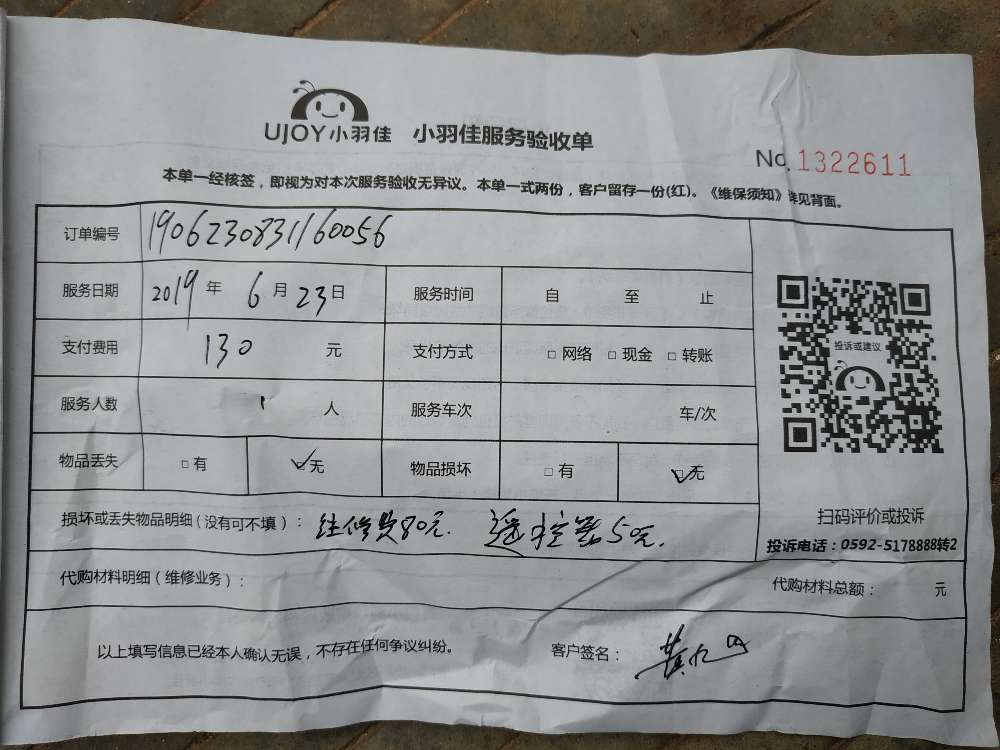 UJOY小羽佳 小羽佳服务验收单
No. 1322611
本单一经核签，即视为对本次服务验收无异议。本单一式两份，客户留存一份(红)。《维保须知》详见背面。
订单编号 1906230831160056
服务日期 2019 年 6 月 23 日 服务时间 自 至 止
支付费用 130 元 支付方式 □ 网络 □ 现金 □ 转账
投诉或建议
服务人数 1 人 服务车次 车/次
物品丢失 □ 有 ☑ 无 物品损坏 □ 有 ☑ 无
损坏或丢失物品明细（没有可不填）： 维修费80元. 遥控器50元.
扫码评价或投诉
投诉电话：0592-5178888转2
代购材料明细（维修业务）： 代购材料总额： 元
以上填写信息已经本人确认无误，不存在任何争议纠纷。 客户签名：